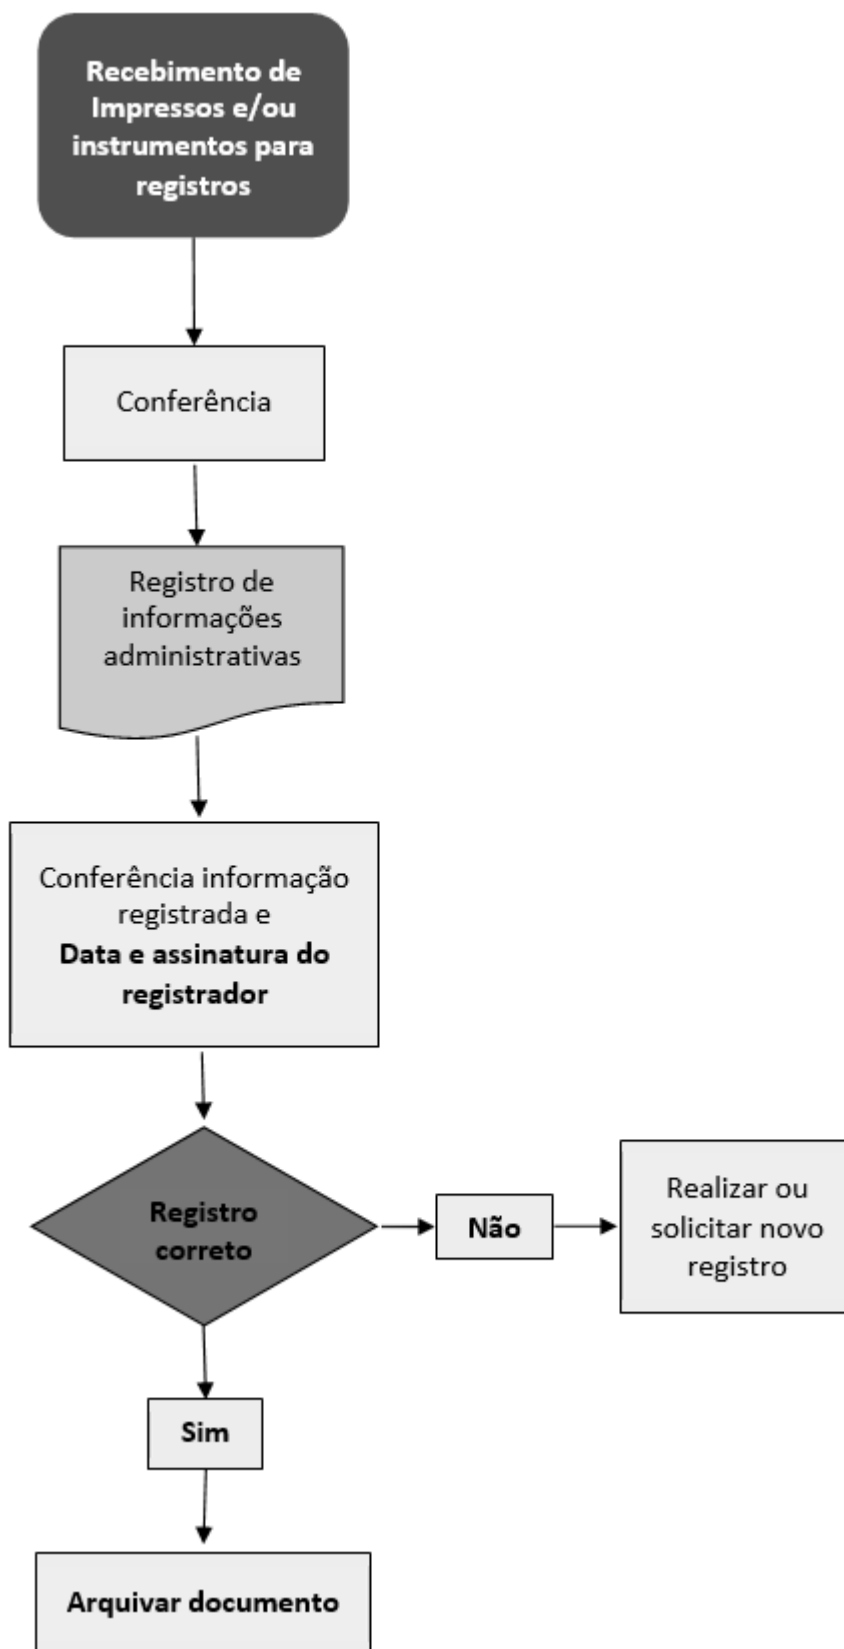 Recebimento de
Impressos e/ou
instrumentos para
registros
Conferência
Registro de
informações
administrativas
Conferência informação
registrada e
Data e assinatura do
registrador
Registro
correto
Não
Realizar ou
solicitar novo
registro
Sim
Arquivar documento